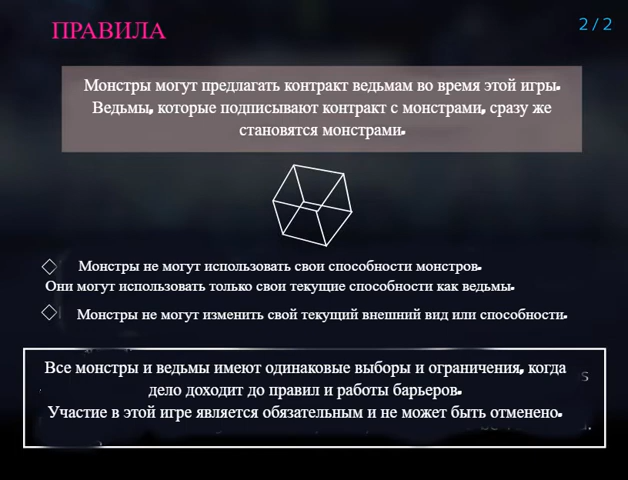 ПРАВИЛА
2 / 2
Монстры могут предлагать контракт ведьмам во время этой игры.
Ведьмы, которые подписывают контракт с монстрами, сразу же
становятся монстрами.
Монстры не могут использовать свои способности монстров.
Они могут использовать только свои текущие способности как ведьмы.
Монстры не могут изменить свой текущий внешний вид или способности.
Все монстры и ведьмы имеют одинаковые выборы и ограничения, когда
дело доходит до правил и работы барьеров.
Участие в этой игре является обязательным и не может быть отменено.